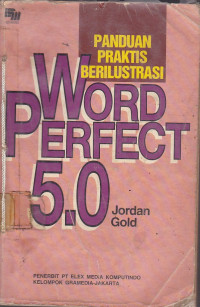 PANDUAN
PRAKTIS
BERILUSTRASI
WORD
PERFECT
5.0
Jordan
Gold
PENERBIT PT ELEX MEDIA KOMPUTINDO
KELOMPOK GRAMEDIA-JAKARTA